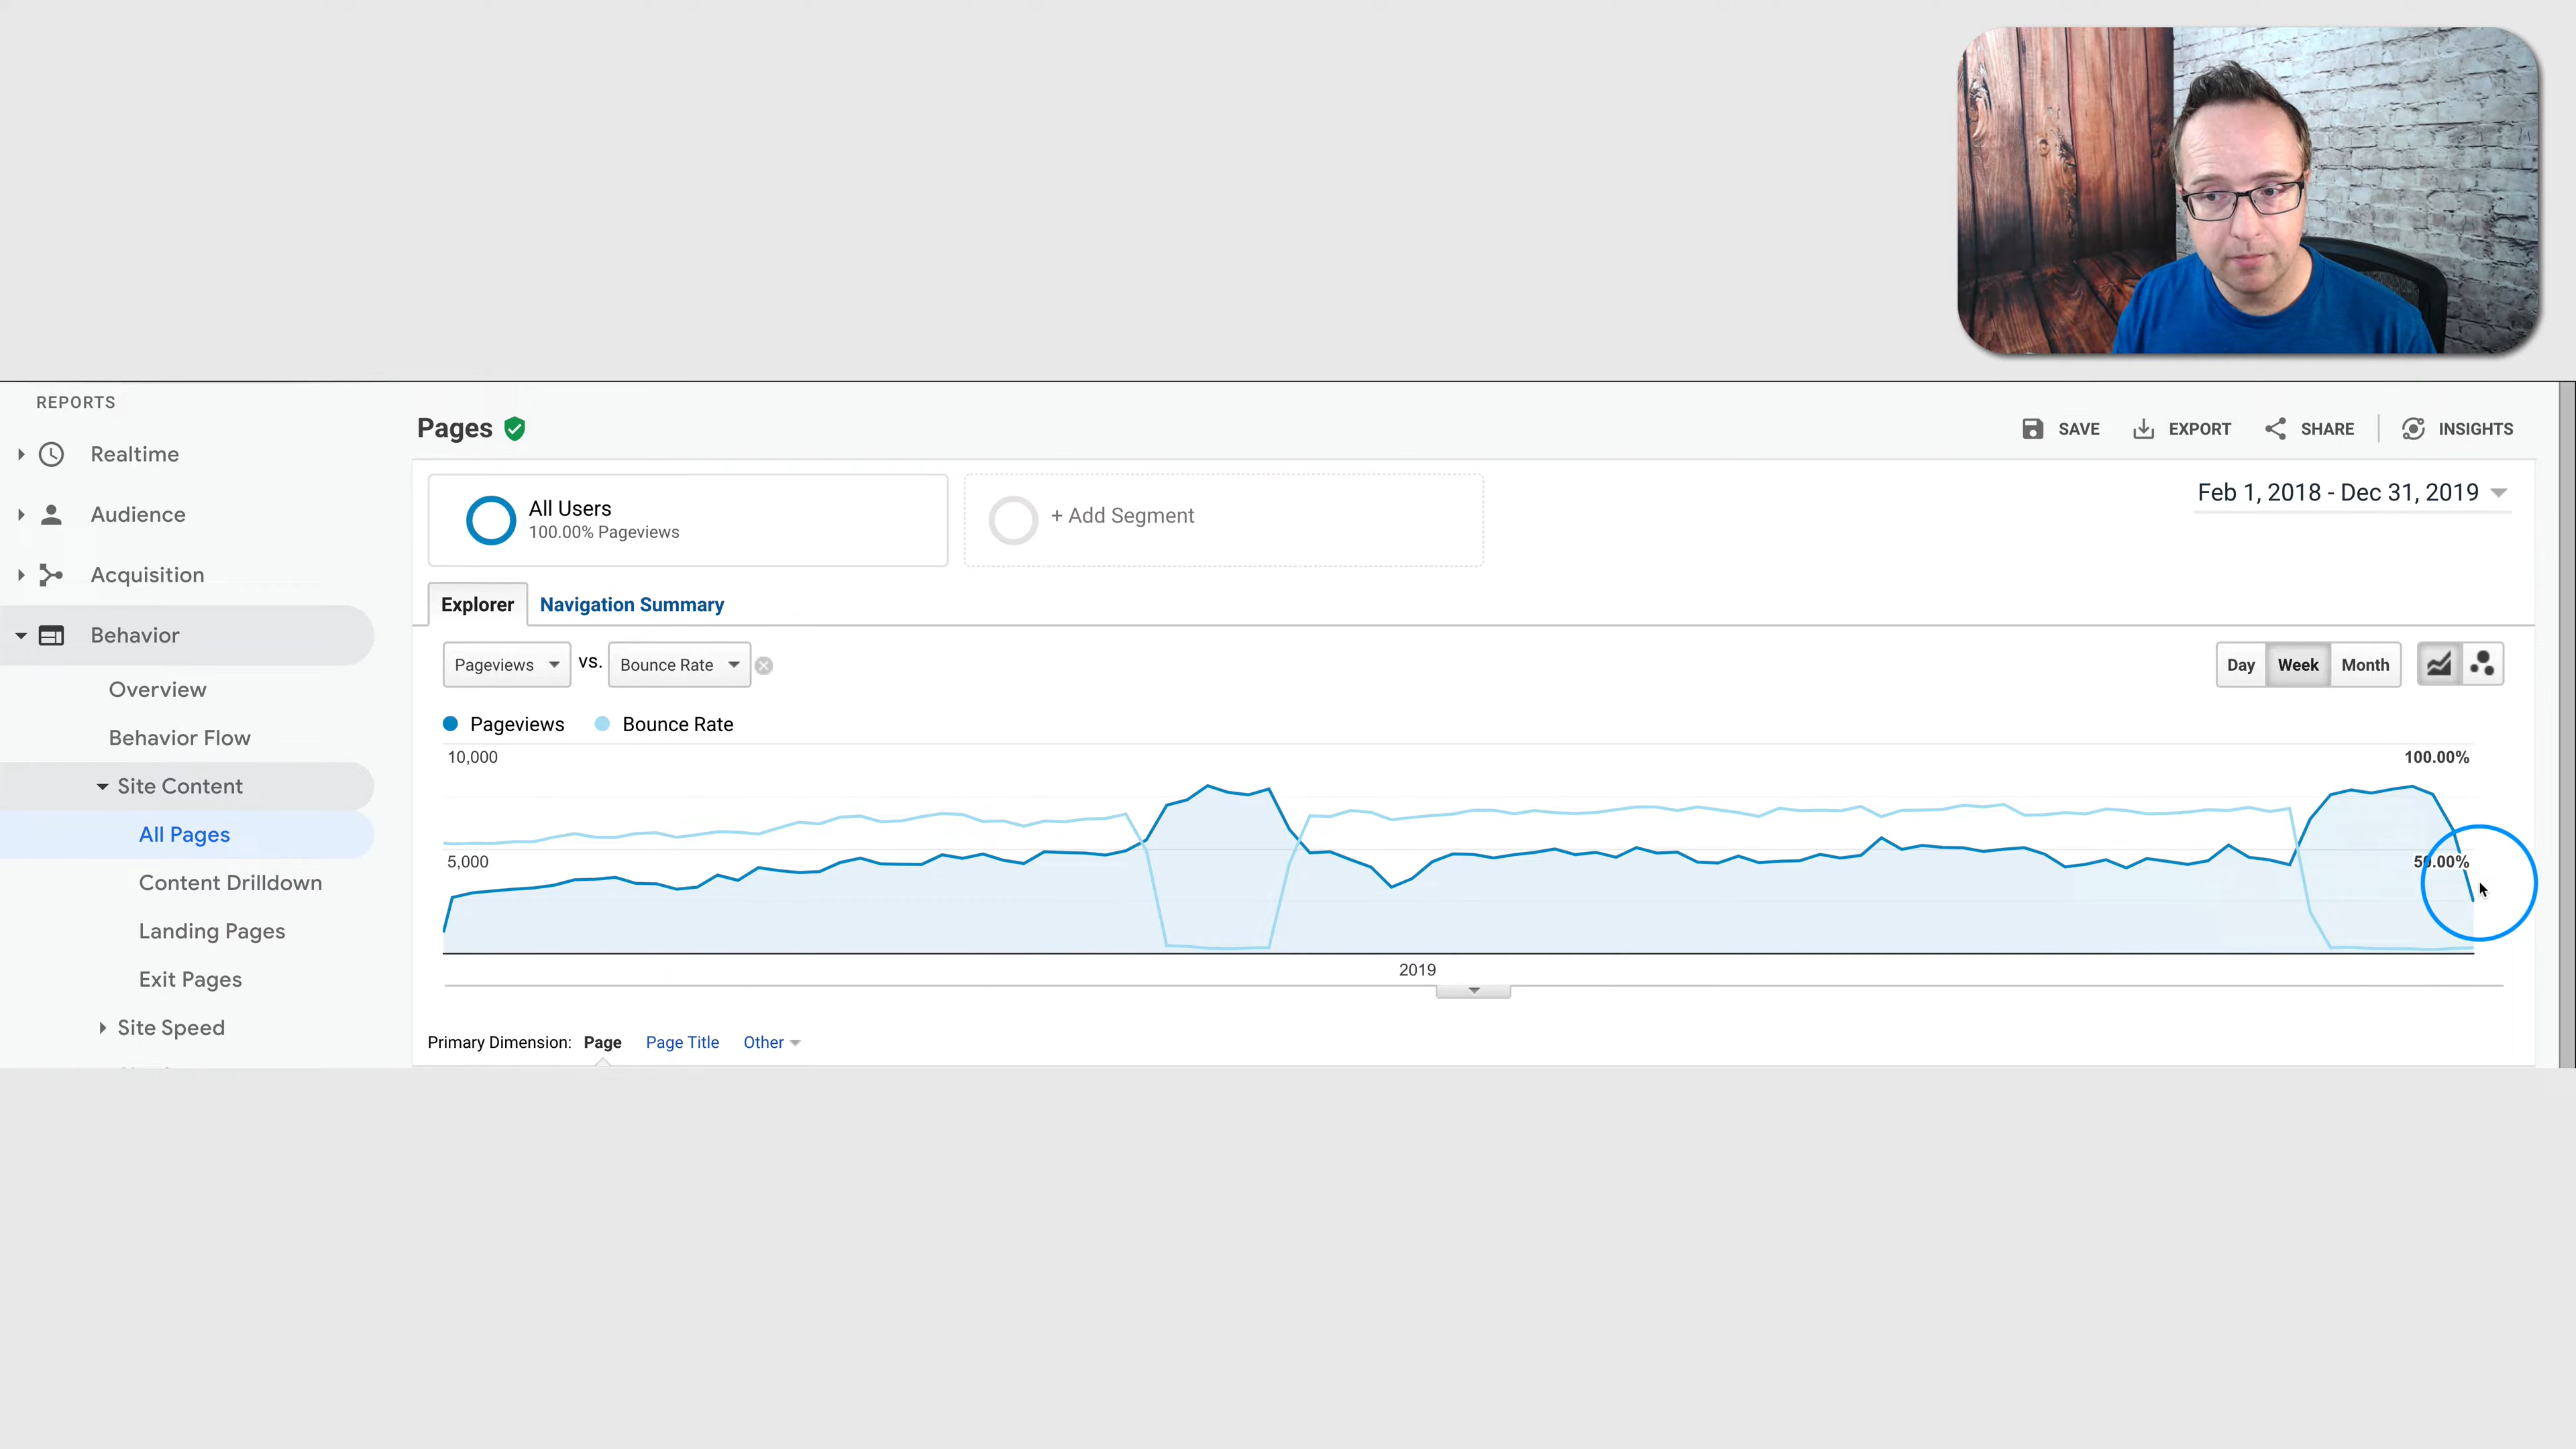 REPORTS
Realtime
Audience
Acquisition
Behavior
Overview
Behavior Flow
Site Content
All Pages
Content Drilldown
Landing Pages
Exit Pages
Site Speed
Pages
SAVE
EXPORT
SHARE
INSIGHTS
All Users
100.00% Pageviews
+ Add Segment
Feb 1, 2018 - Dec 31, 2019
Explorer
Navigation Summary
Pageviews
vs.
Bounce Rate
Day
Week
Month
Pageviews
Bounce Rate
10,000
100.00%
5,000
50.00%
2019
Primary Dimension: Page Page Title Other